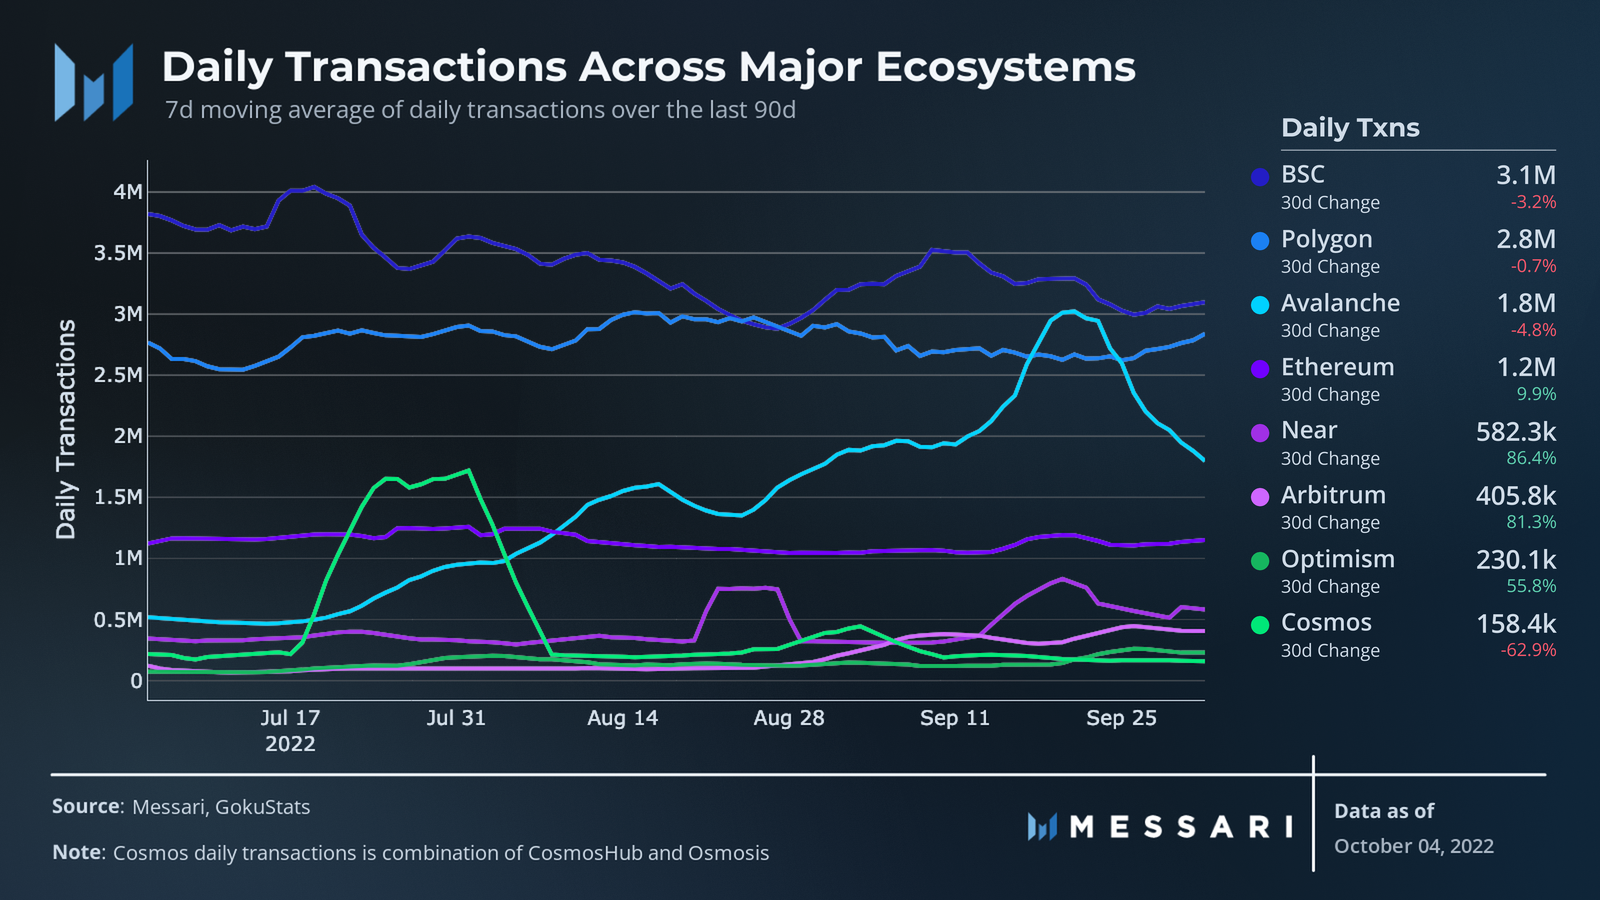 Daily Transactions Across Major Ecosystems
7d moving average of daily transactions over the last 90d
Daily Transactions
4M
3.5M
3M
2.5M
2M
1.5M
1M
0.5M
0
Jul 17
2022
Jul 31
Aug 14
Aug 28
Sep 11
Sep 25
Daily Txns
BSC 3.1M
30d Change -3.2%
Polygon 2.8M
30d Change -0.7%
Avalanche 1.8M
30d Change -4.8%
Ethereum 1.2M
30d Change 9.9%
Near 582.3k
30d Change 86.4%
Arbitrum 405.8k
30d Change 81.3%
Optimism 230.1k
30d Change 55.8%
Cosmos 158.4k
30d Change -62.9%
Source: Messari, GokuStats
Note: Cosmos daily transactions is combination of CosmosHub and Osmosis
MESSARI
Data as of
October 04, 2022